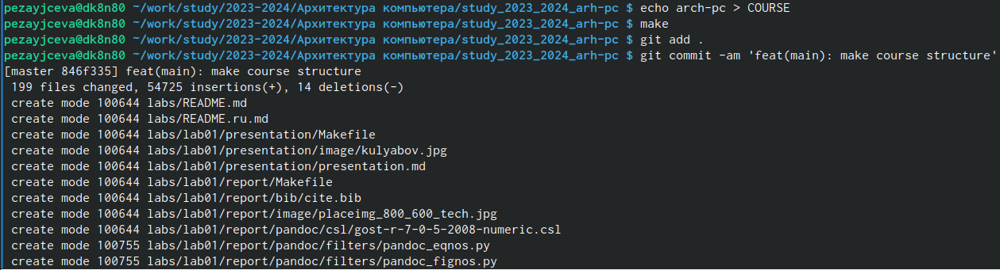 pezayjceva@dk8n80 ~/work/study/2023-2024/Архитектура компьютера/study_2023_2024_arh-pc $ echo arch-pc > COURSE
pezayjceva@dk8n80 ~/work/study/2023-2024/Архитектура компьютера/study_2023_2024_arh-pc $ make
pezayjceva@dk8n80 ~/work/study/2023-2024/Архитектура компьютера/study_2023_2024_arh-pc $ git add .
pezayjceva@dk8n80 ~/work/study/2023-2024/Архитектура компьютера/study_2023_2024_arh-pc $ git commit -am 'feat(main): make course structure'
[master 846f335] feat(main): make course structure
199 files changed, 54725 insertions(+), 14 deletions(-)
create mode 100644 labs/README.md
create mode 100644 labs/README.ru.md
create mode 100644 labs/lab01/presentation/Makefile
create mode 100644 labs/lab01/presentation/image/kulyabov.jpg
create mode 100644 labs/lab01/presentation/presentation.md
create mode 100644 labs/lab01/report/Makefile
create mode 100644 labs/lab01/report/bib/cite.bib
create mode 100644 labs/lab01/report/image/placeimg_800_600_tech.jpg
create mode 100644 labs/lab01/report/pandoc/csl/gost-r-7-0-5-2008-numeric.csl
create mode 100755 labs/lab01/report/pandoc/filters/pandoc_eqnos.py
create mode 100755 labs/lab01/report/pandoc/filters/pandoc_fignos.py